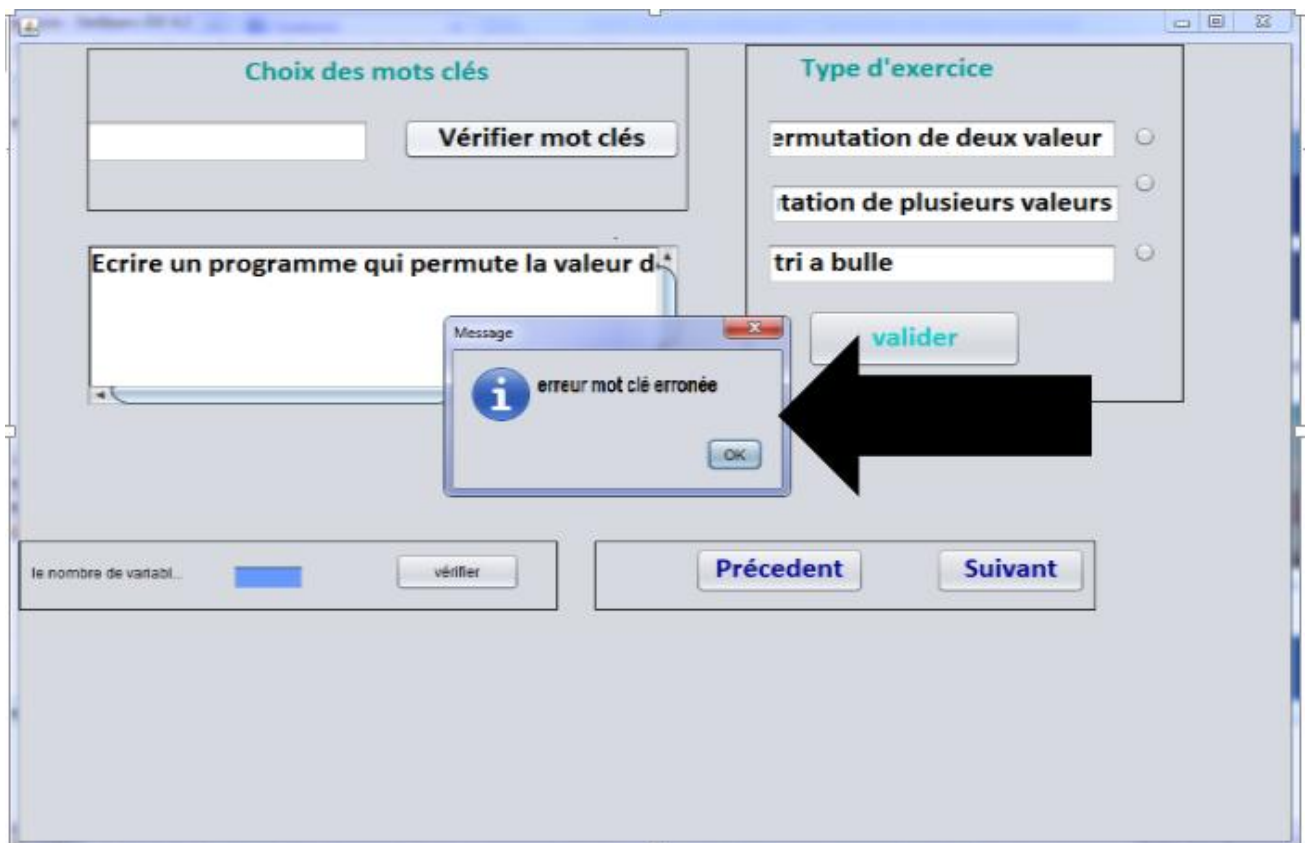 Choix des mots clés
Vérifier mot clés
Type d'exercice
ermutation de deux valeur
tation de plusieurs valeurs
tri a bulle
valider
Ecrire un programme qui permute la valeur d
Message
erreur mot clé erronée
OK
le nombre de variabl...
vérifier
Précedent
Suivant